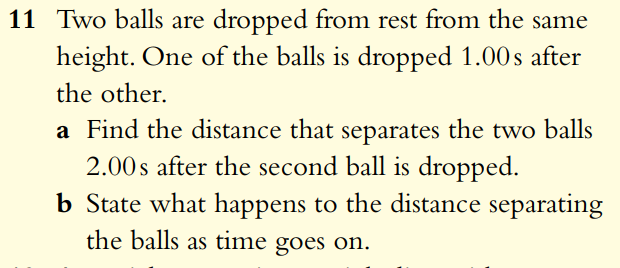 11 Two balls are dropped from rest from the same
height. One of the balls is dropped 1.00 s after
the other.
a Find the distance that separates the two balls
2.00 s after the second ball is dropped.
b State what happens to the distance separating
the balls as time goes on.